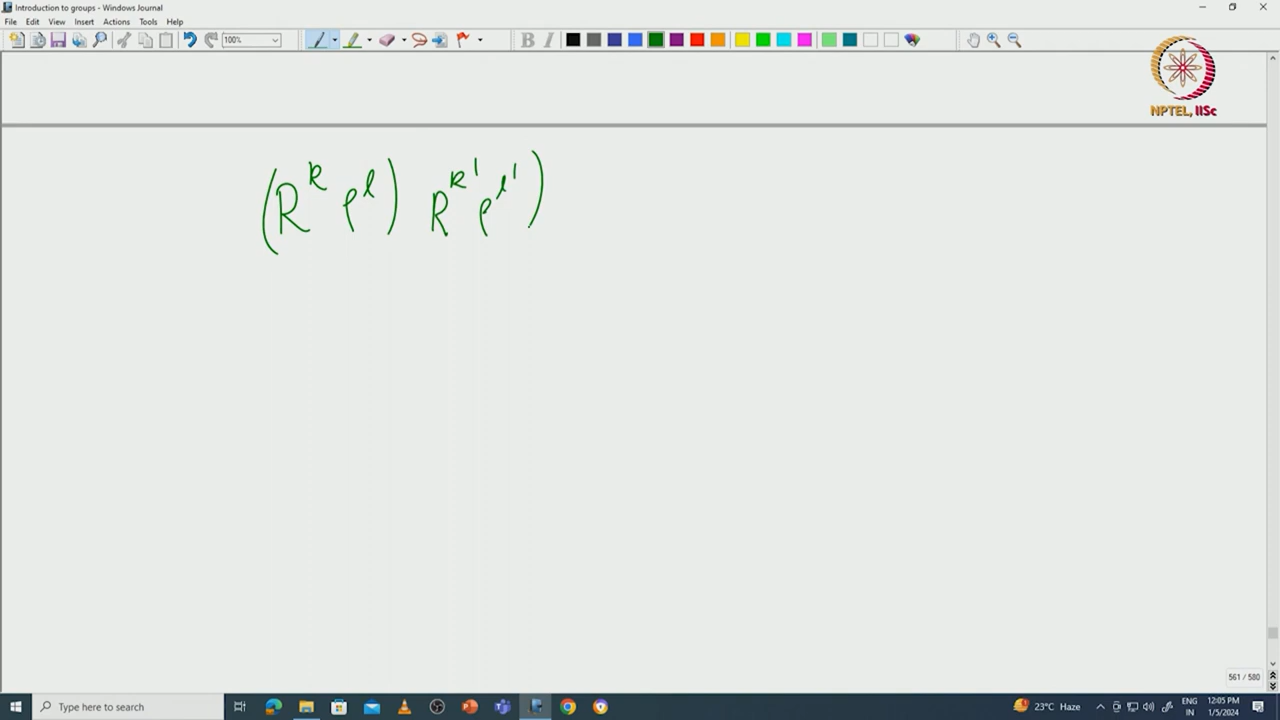 Introduction to groups - Windows Journal
File Edit View Insert Actions Tools Help
100%
B I
NPTEL, IISc
(R^k ρ^l) R^k' ρ^l')
561 / 580
Type here to search
23°C Haze
ENG
IN
12:05 PM
1/5/2024